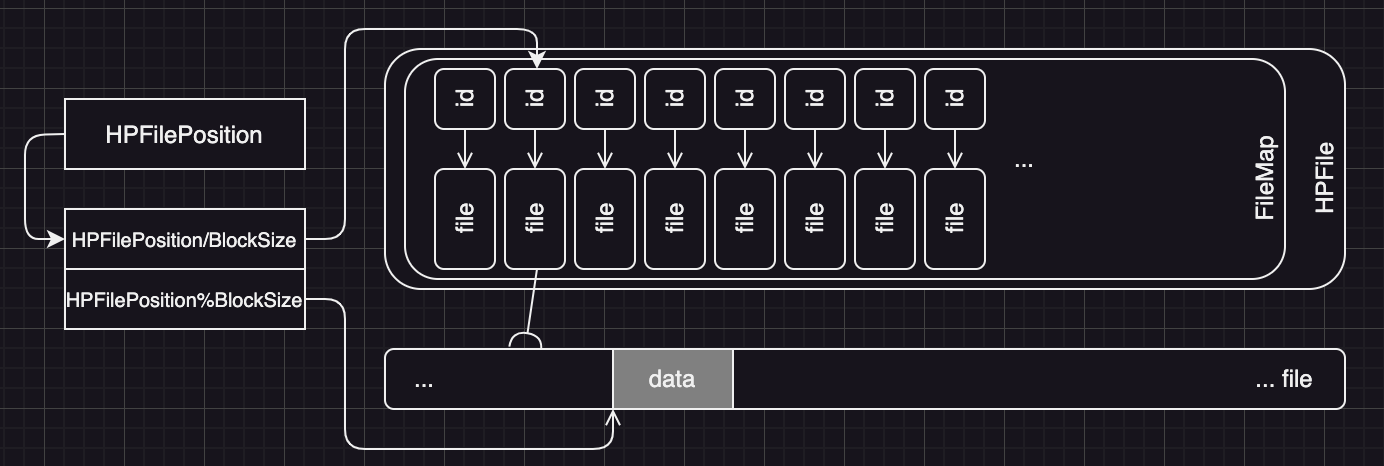 HPFilePosition
HPFilePosition/BlockSize
HPFilePosition%BlockSize
id id id id id id id id
...
file file file file file file file file
FileMap
HPFile
... data ... file